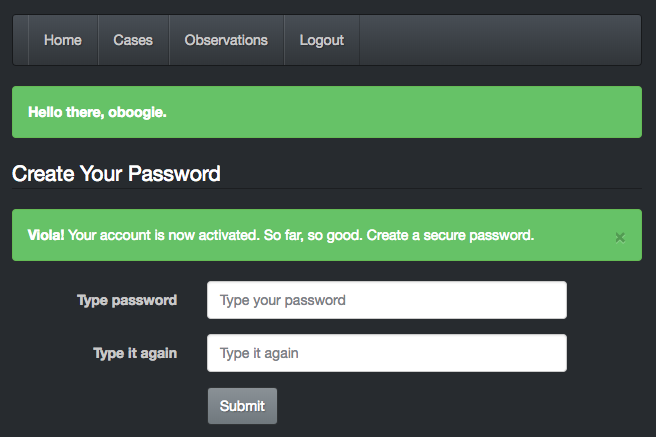 Home Cases Observations Logout
Hello there, oboogie.
Create Your Password
Viola! Your account is now activated. So far, so good. Create a secure password. ×
Type password Type your password
Type it again Type it again
Submit